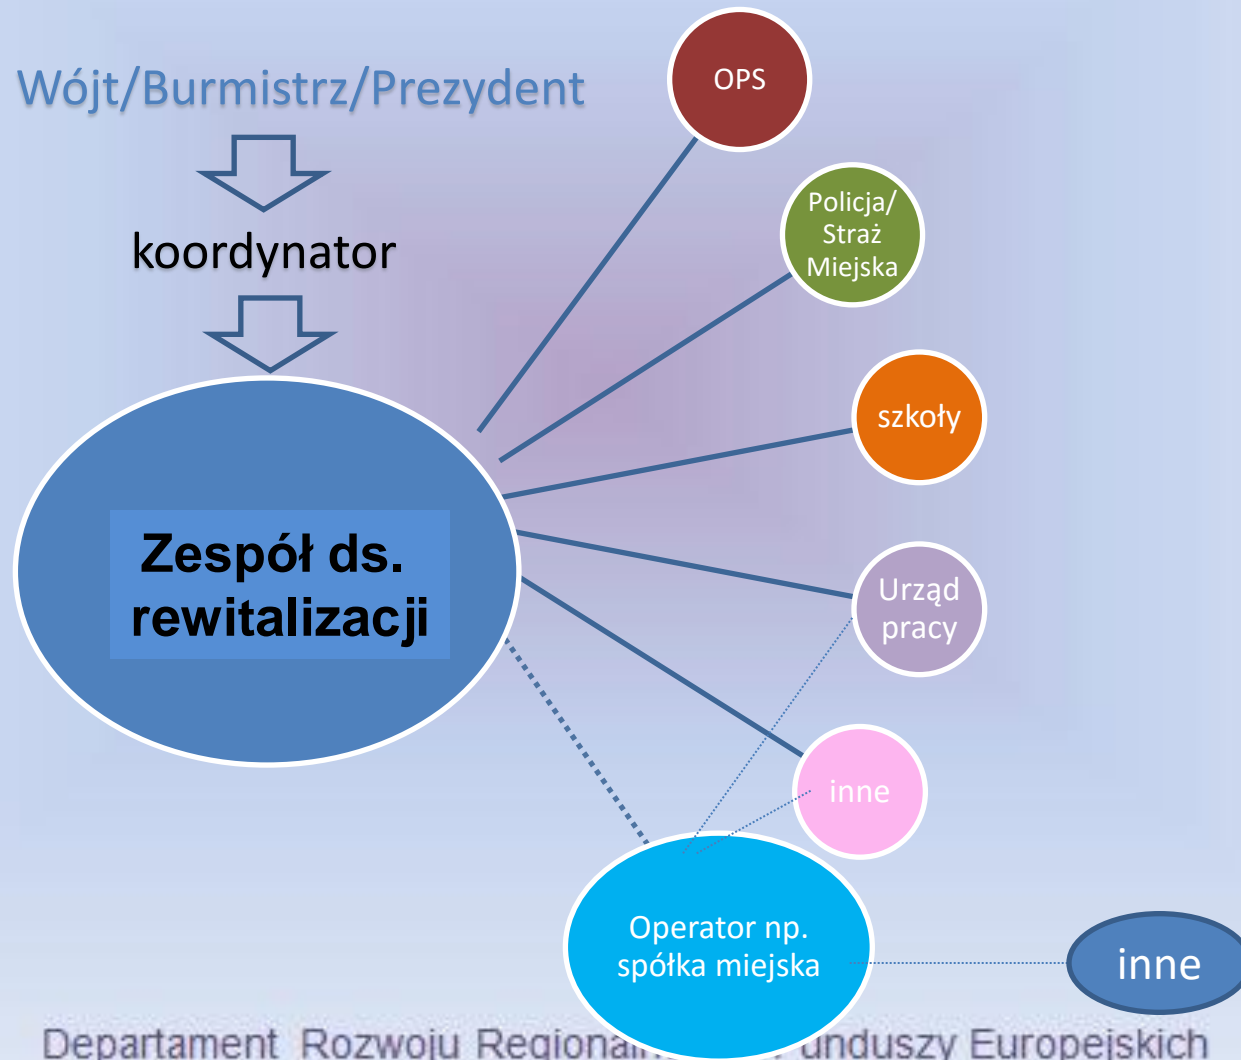 Wójt/Burmistrz/Prezydent
koordynator
Zespół ds.
rewitalizacji
OPS
Policja/
Straż
Miejska
szkoły
Urząd
pracy
inne
Operator np.
spółka miejska
inne
Departament Rozwoju Europejskich